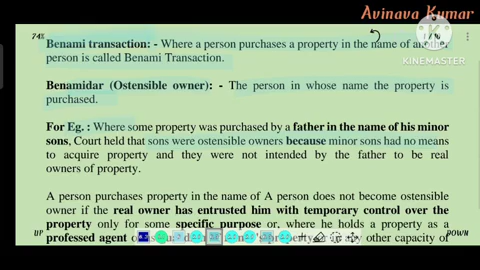 Avinava Kumar
74%
KINEMASTER
Benami transaction: - Where a person purchases a property in the name of another
person is called Benami Transaction.
Benamidar (Ostensible owner): - The person in whose name the property is
purchased.
For Eg. : Where some property was purchased by a father in the name of his minor
sons, Court held that sons were ostensible owners because minor sons had no means
to acquire property and they were not intended by the father to be real
owners of property.
A person purchases property in the name of A person does not become ostensible
owner if the real owner has entrusted him with temporary control over the
property only for some specific purpose or, where he holds a property as a
UP professed agent any other capacity of DOWN